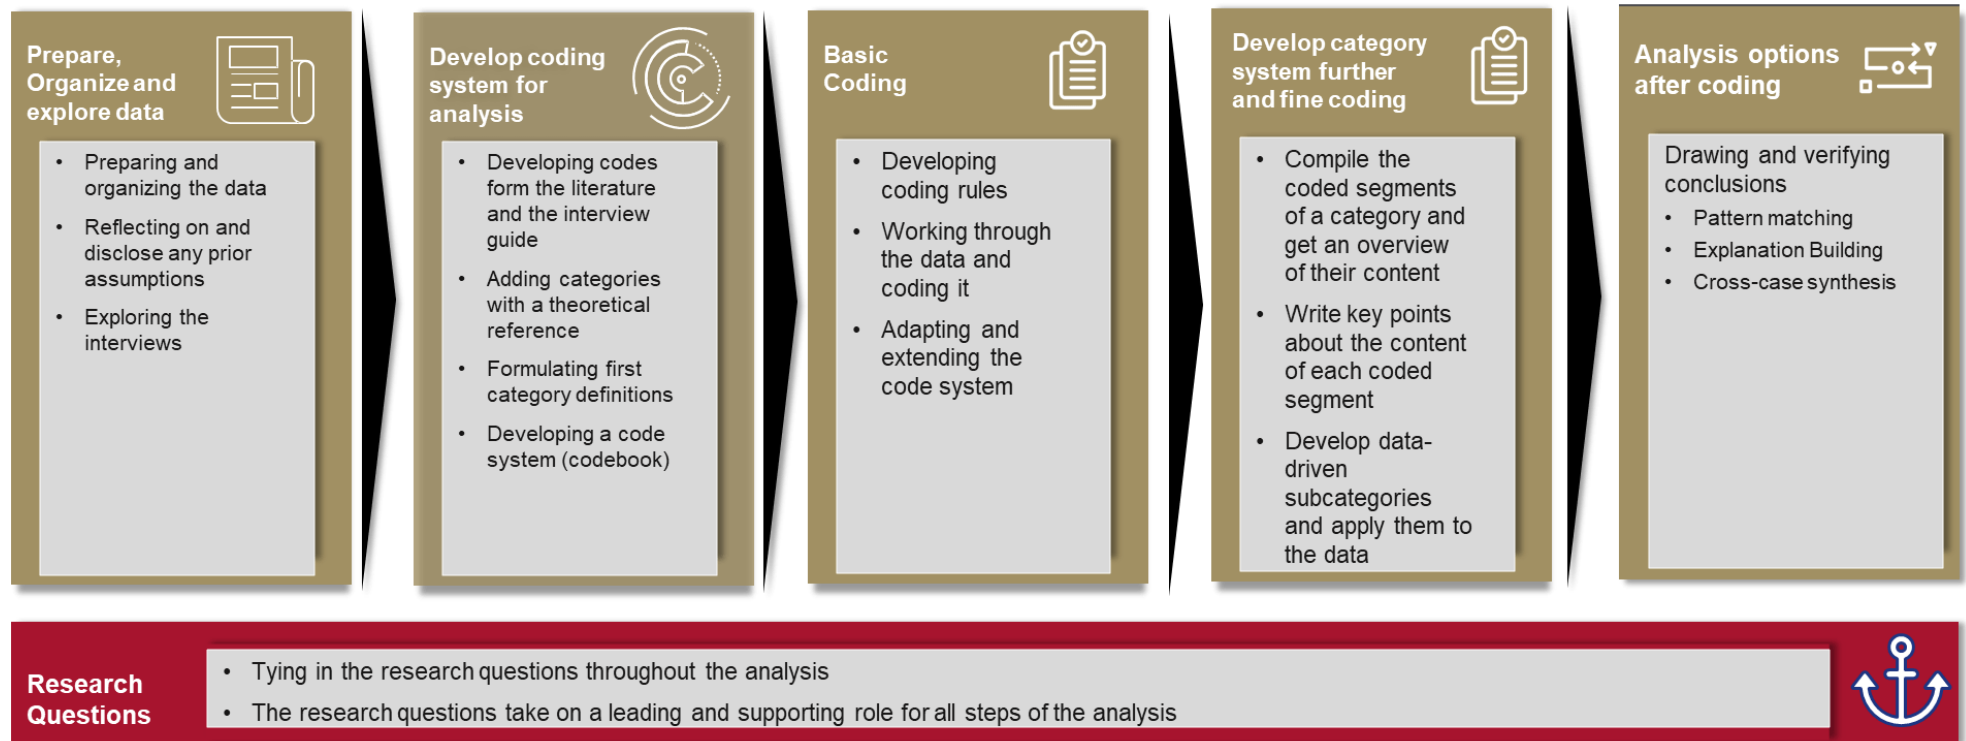 Prepare,
Organize and
explore data
• Preparing and
organizing the data
• Reflecting on and
disclose any prior
assumptions
• Exploring the
interviews
Develop coding
system for
analysis
• Developing codes
form the literature
and the interview
guide
• Adding categories
with a theoretical
reference
• Formulating first
category definitions
• Developing a code
system (codebook)
Basic
Coding
• Developing
coding rules
• Working through
the data and
coding it
• Adapting and
extending the
code system
Develop category
system further
and fine coding
• Compile the
coded segments
of a category and
get an overview
of their content
• Write key points
about the content
of each coded
segment
• Develop data-
driven
subcategories
and apply them to
the data
Analysis options
after coding
Drawing and verifying
conclusions
• Pattern matching
• Explanation Building
• Cross-case synthesis
Research
Questions
• Tying in the research questions throughout the analysis
• The research questions take on a leading and supporting role for all steps of the analysis